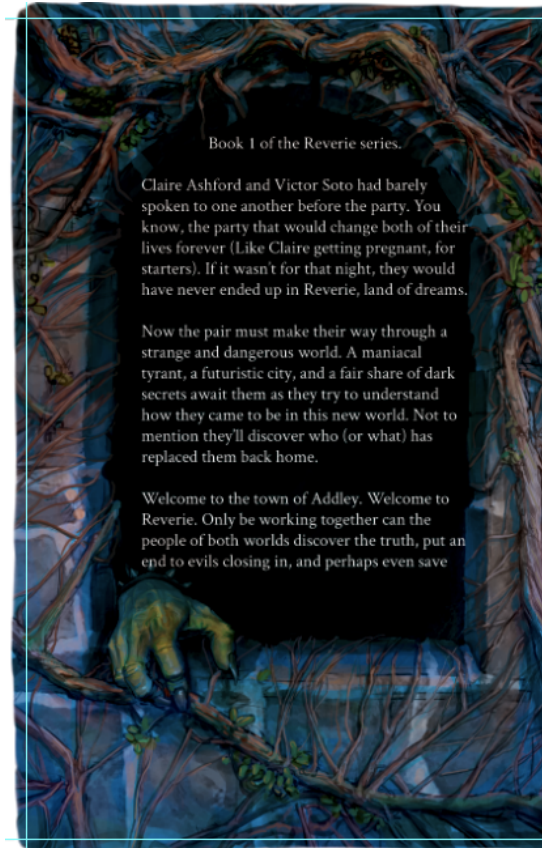 Book 1 of the Reverie series.
Claire Ashford and Victor Soto had barely
spoken to one another before the party. You
know, the party that would change both of their
lives forever (Like Claire getting pregnant, for
starters). If it wasn't for that night, they would
have never ended up in Reverie, land of dreams.
Now the pair must make their way through a
strange and dangerous world. A maniacal
tyrant, a futuristic city, and a fair share of dark
secrets await them as they try to understand
how they came to be in this new world. Not to
mention they'll discover who (or what) has
replaced them back home.
Welcome to the town of Addley. Welcome to
Reverie. Only be working together can the
people of both worlds discover the truth, put an
end to evils closing in, and perhaps even save